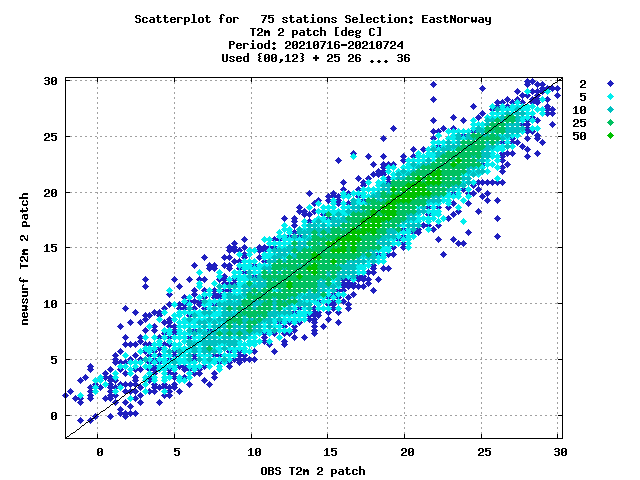 Scatterplot for   75 stations Selection: EastNorway
T2m 2 patch [deg C]
Period: 20210716-20210724
Used {00,12} + 25 26 ... 36
30
25
20
15
10
5
0
newsurf T2m 2 patch
0 5 10 15 20 25 30
OBS T2m 2 patch
2
5
10
25
50